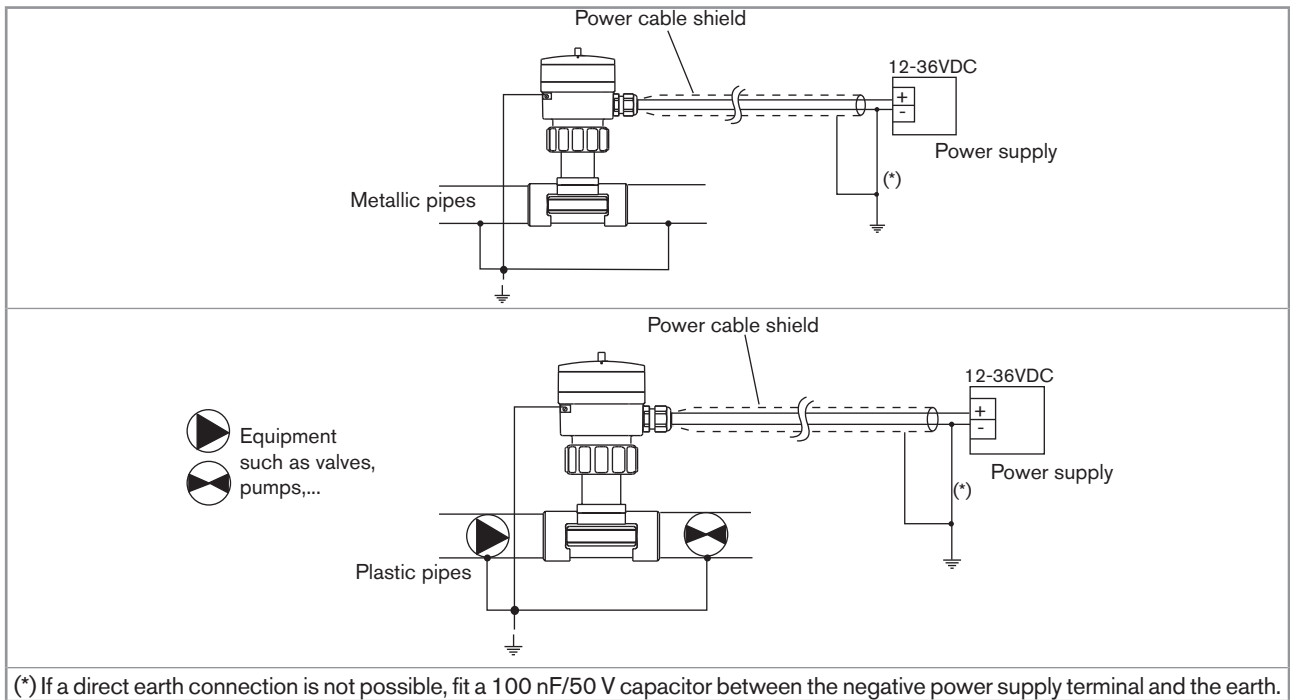 Power cable shield
12-36VDC
+
-
Power supply
(*)
Metallic pipes
Power cable shield
12-36VDC
+
-
Power supply
(*)
Equipment
such as valves,
pumps,...
Plastic pipes
(*) If a direct earth connection is not possible, fit a 100 nF/50 V capacitor between the negative power supply terminal and the earth.